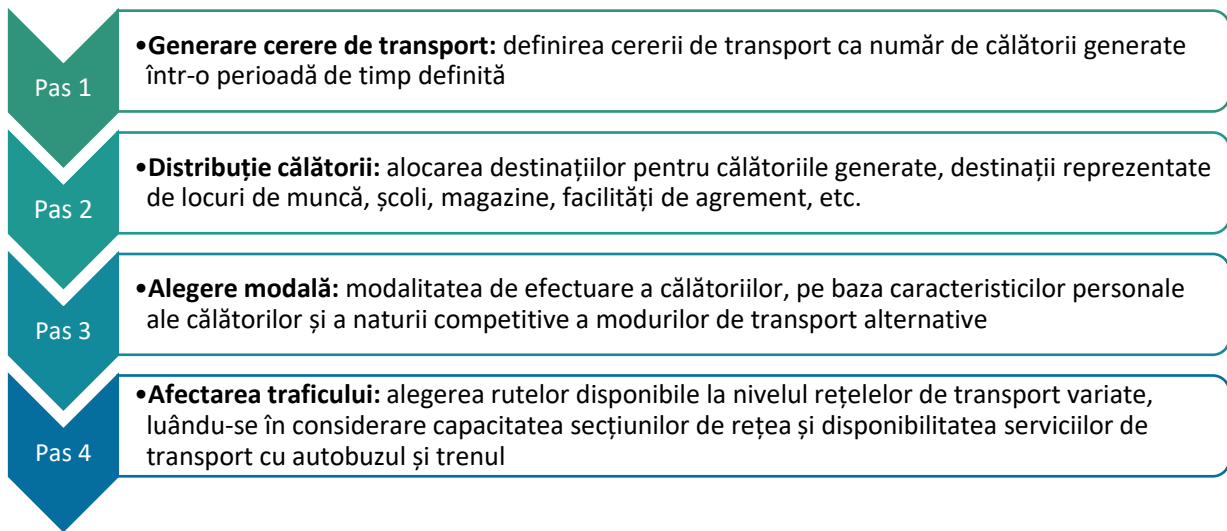 Pas 1
•Generare cerere de transport: definirea cererii de transport ca număr de călătorii generate
într-o perioadă de timp definită
Pas 2
•Distribuție călătorii: alocarea destinațiilor pentru călătoriile generate, destinații reprezentate
de locuri de muncă, școli, magazine, facilități de agrement, etc.
Pas 3
•Alegere modală: modalitatea de efectuare a călătoriilor, pe baza caracteristicilor personale
ale călătorilor și a naturii competitive a modurilor de transport alternative
Pas 4
•Afectarea traficului: alegerea rutelor disponibile la nivelul rețelelor de transport variate,
luându-se în considerare capacitatea secțiunilor de rețea și disponibilitatea serviciilor de
transport cu autobuzul și trenul